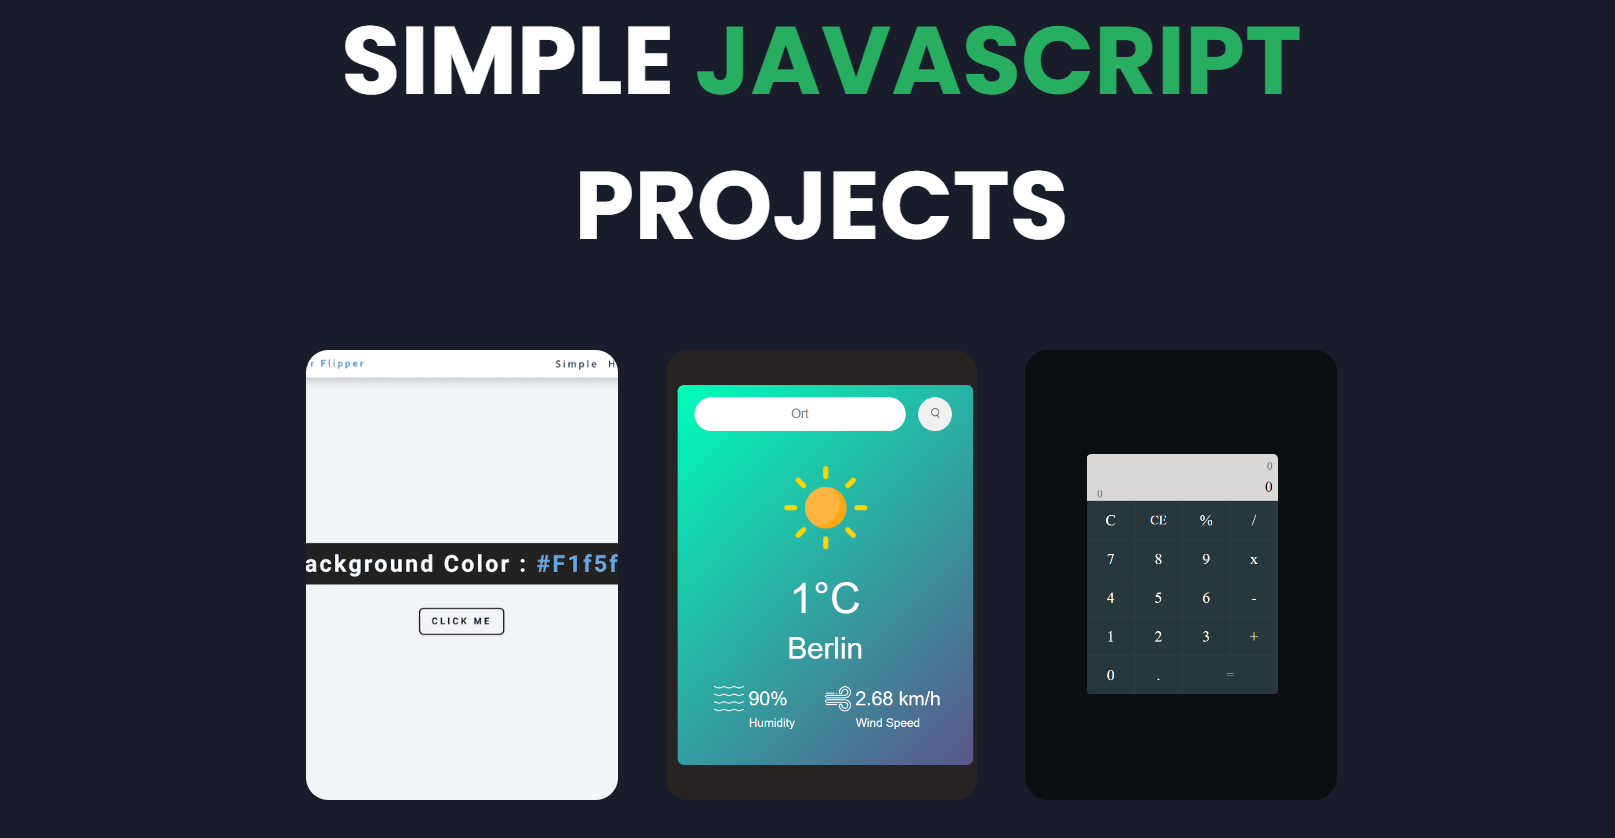 SIMPLE JAVASCRIPT
PROJECTS
r Flipper Simple H
ackground Color : #F1f5f
CLICK ME
Ort
1°C
Berlin
90% 2.68 km/h
Humidity Wind Speed
0
0
0
C CE % /
7 8 9 x
4 5 6 -
1 2 3 +
0 . =